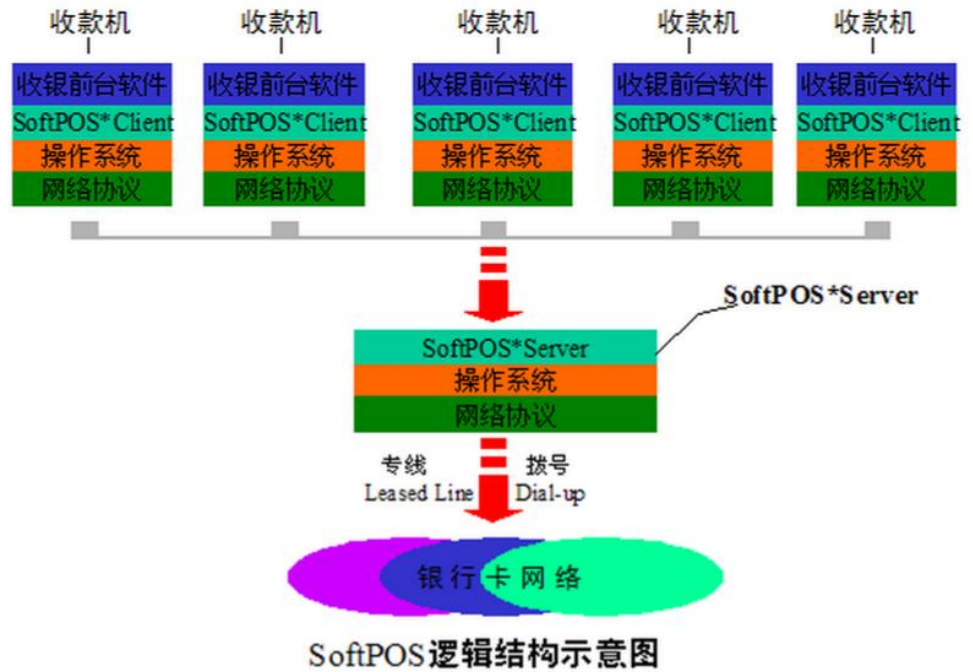 收款机 收款机 收款机 收款机 收款机
收银前台软件 收银前台软件 收银前台软件 收银前台软件 收银前台软件
SoftPOS*Client SoftPOS*Client SoftPOS*Client SoftPOS*Client SoftPOS*Client
操作系统 操作系统 操作系统 操作系统 操作系统
网络协议 网络协议 网络协议 网络协议 网络协议
SoftPOS*Server
SoftPOS*Server
操作系统
网络协议
专线 拨号
Leased Line Dial-up
银行卡网络
SoftPOS逻辑结构示意图